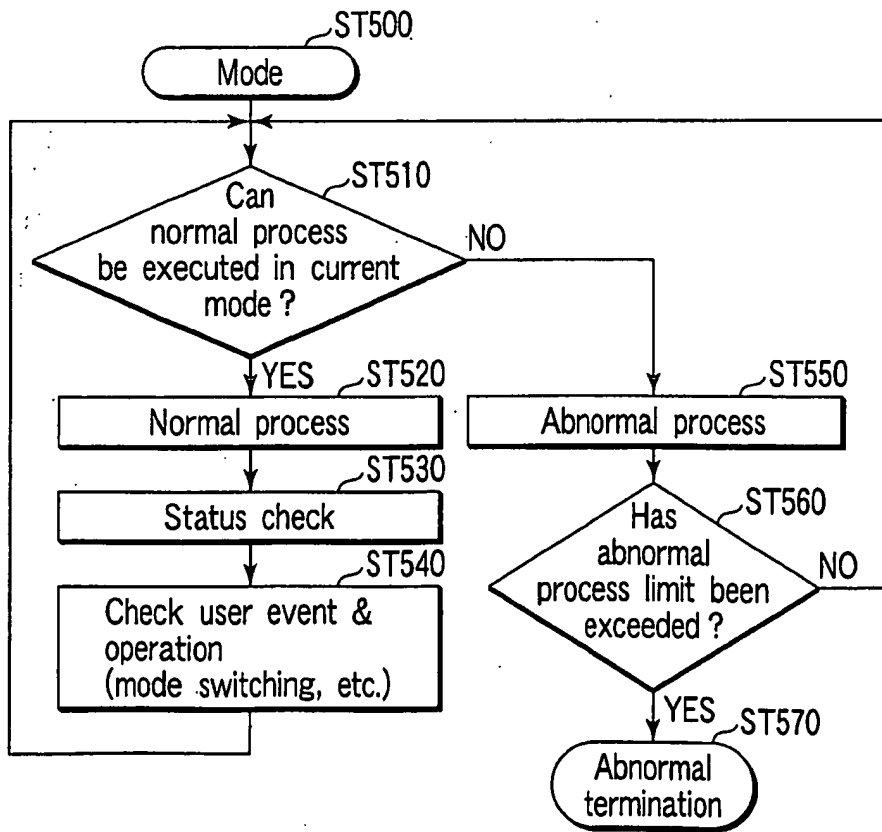 ST500
Mode
ST510
Can
normal process
be executed in current
mode ?
NO
YES
ST520
Normal process
ST530
Status check
ST540
Check user event &
operation
(mode switching, etc.)
ST550
Abnormal process
ST560
Has
abnormal
process limit been
exceeded ?
NO
YES
ST570
Abnormal
termination